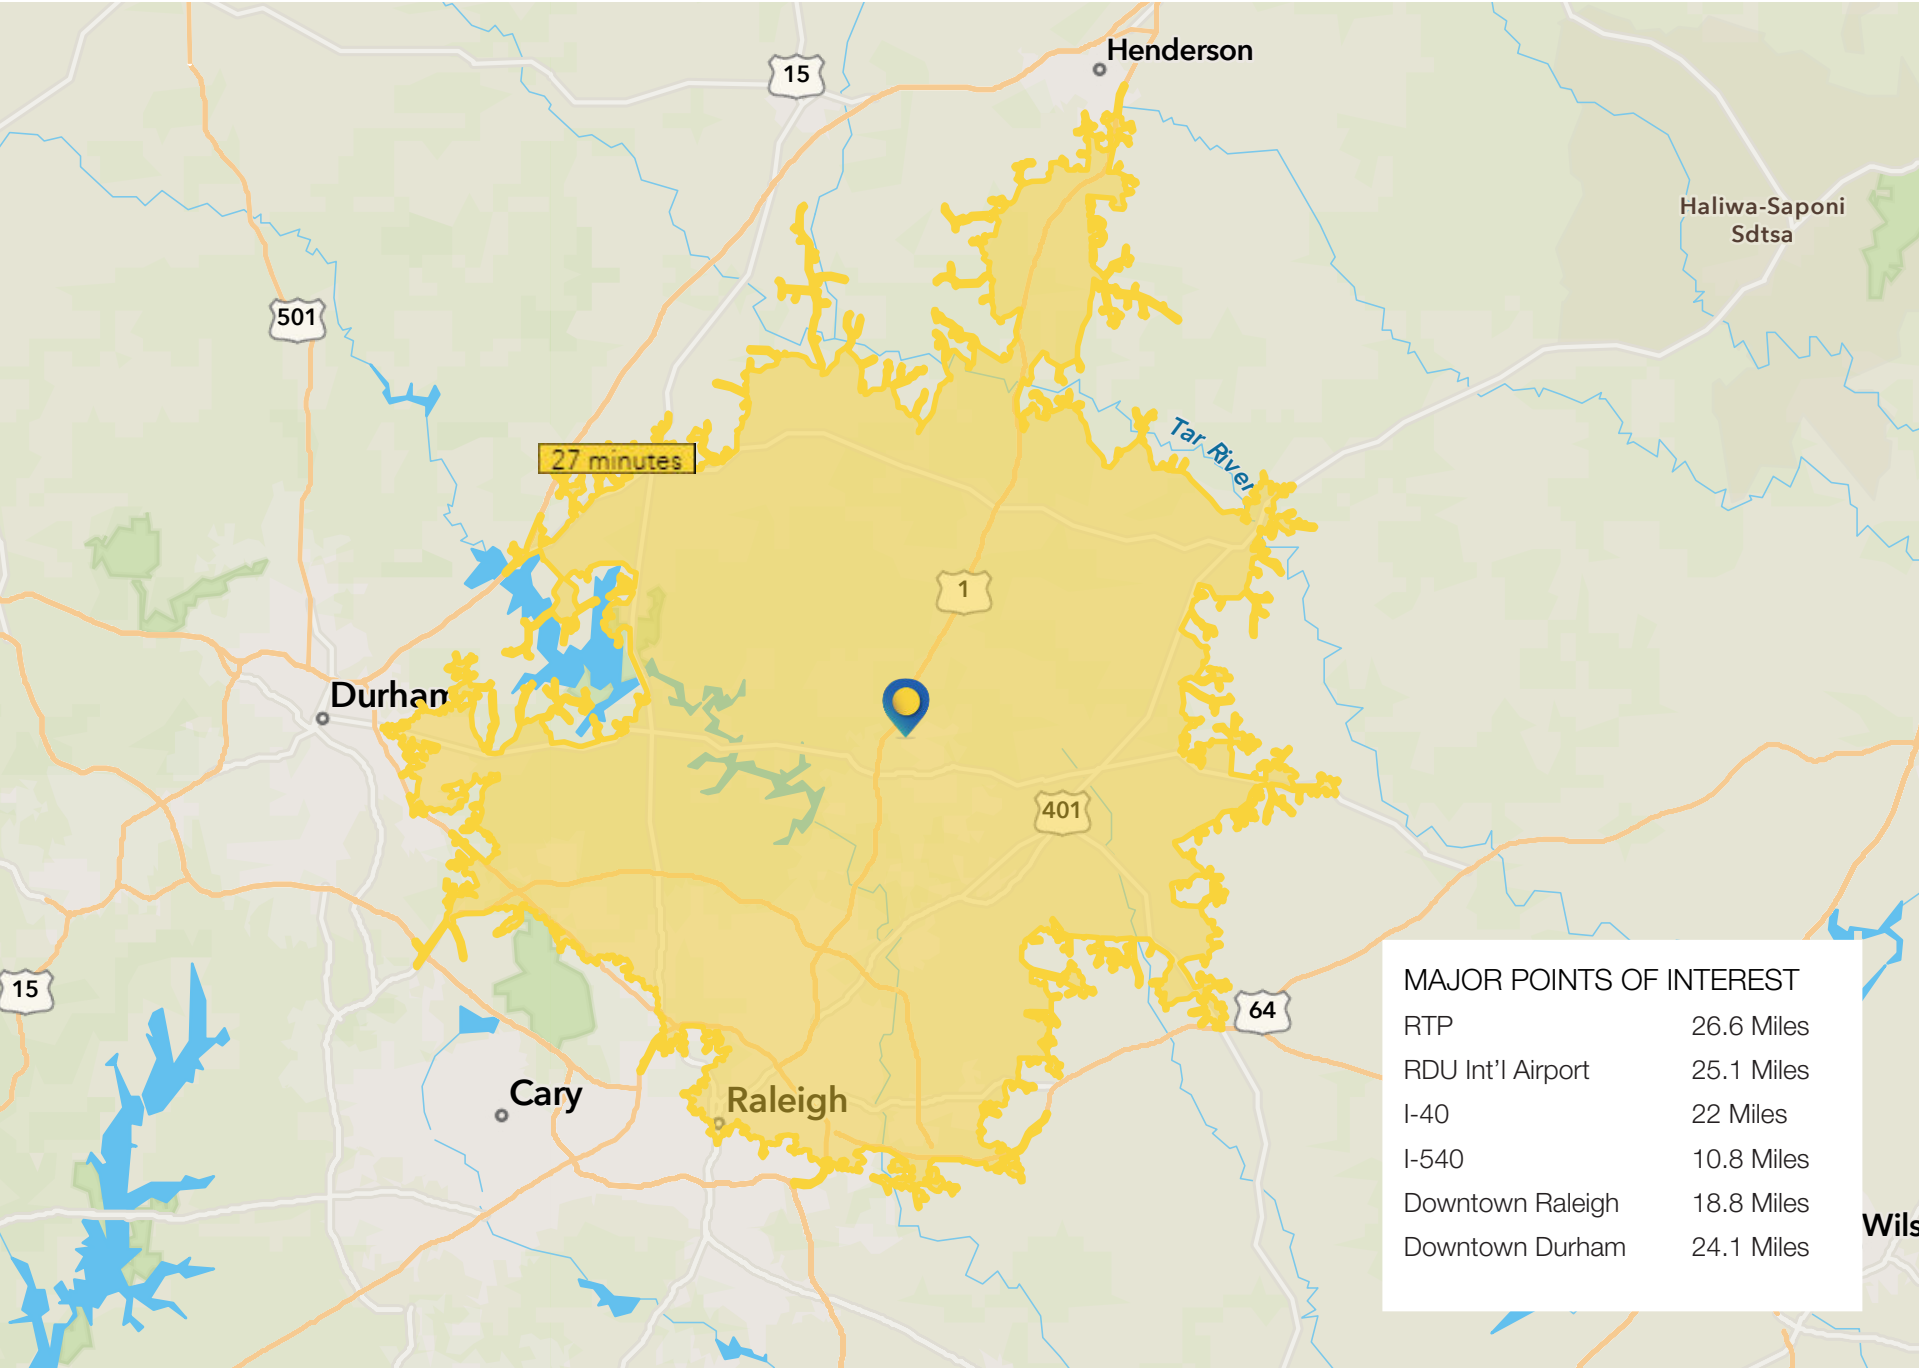 Henderson
15
Haliwa-Saponi
Sdtsa
501
Tar River
27 minutes
1
Durham
401
15
64
Cary
Raleigh
MAJOR POINTS OF INTEREST
RTP 26.6 Miles
RDU Int'l Airport 25.1 Miles
I-40 22 Miles
I-540 10.8 Miles
Downtown Raleigh 18.8 Miles
Downtown Durham 24.1 Miles
Wils